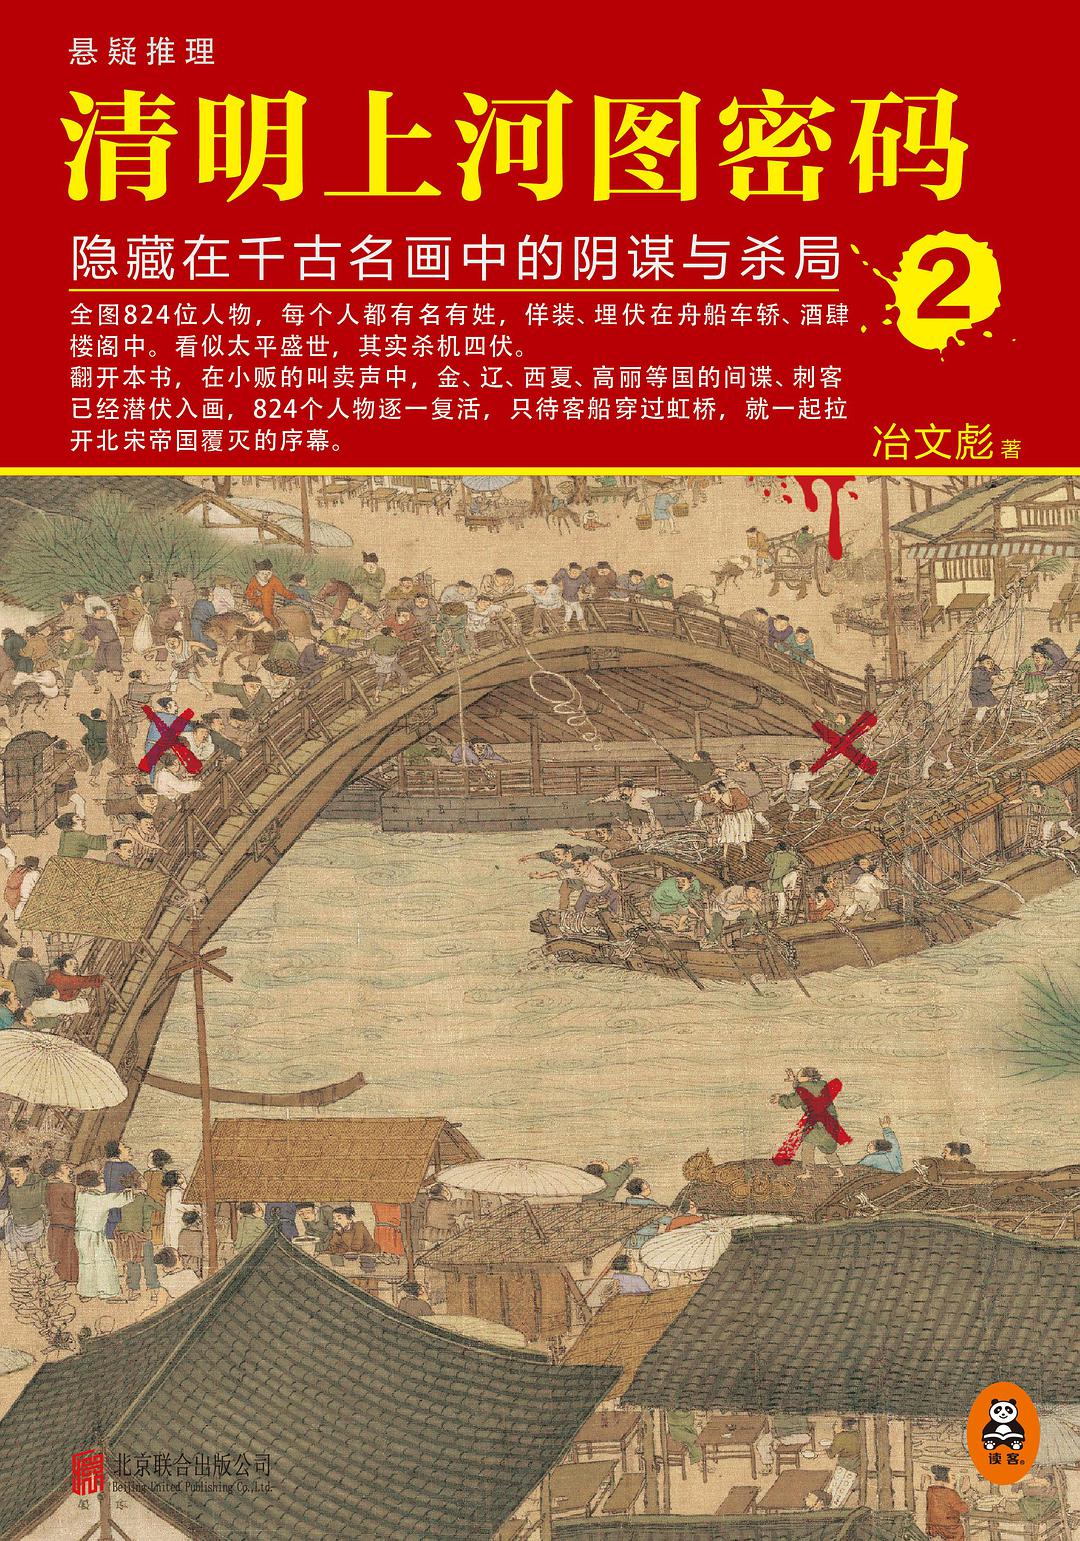 悬疑推理
清明上河图密码
隐藏在千古名画中的阴谋与杀局
2
全图824位人物，每个人都有名有姓，佯装、埋伏在舟船车轿、酒肆
楼阁中。看似太平盛世，其实杀机四伏。
翻开本书，在小贩的叫卖声中，金、辽、西夏、高丽等国的间谍、刺客
已经潜伏入画，824个人物逐一复活，只待客船穿过虹桥，就一起拉
开北宋帝国覆灭的序幕。
冶文彪 著
读客
北京联合出版公司
Beijing United Publishing Co.,Ltd.